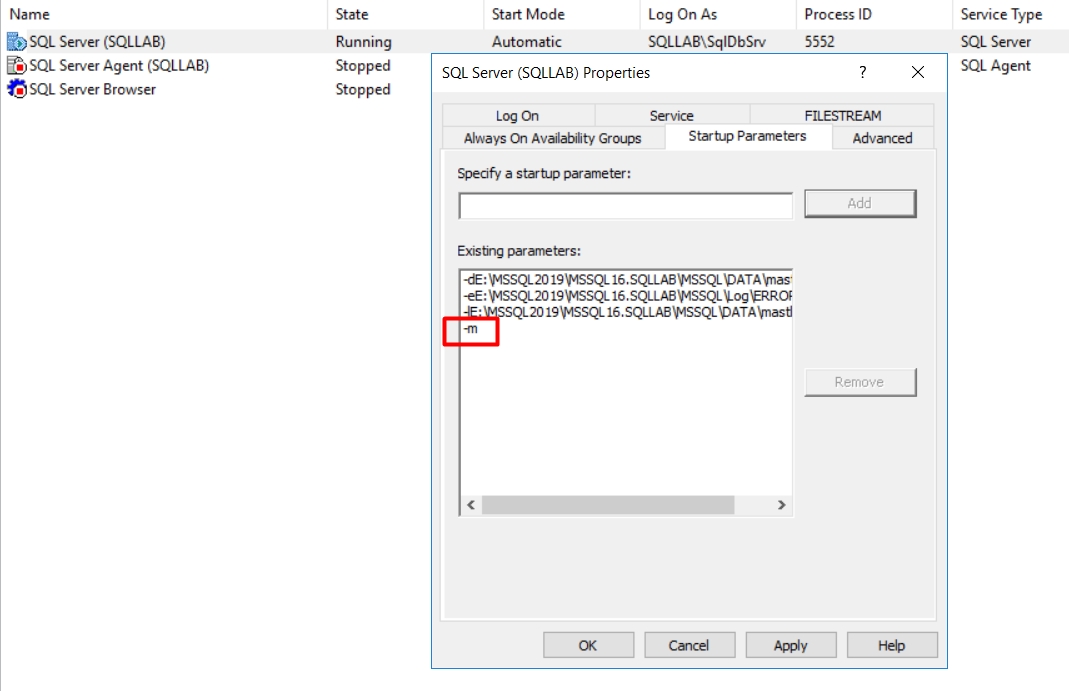 Name State Start Mode Log On As Process ID Service Type
SQL Server (SQLLAB) Running Automatic SQLLAB\SqlDbSrv 5552 SQL Server
SQL Server Agent (SQLLAB) Stopped SQL Agent
SQL Server Browser Stopped
SQL Server (SQLLAB) Properties ?
Log On Service FILESTREAM
Always On Availability Groups Startup Parameters Advanced
Specify a startup parameter:
Add
Existing parameters:
-dE:\MSSQL2019\MSSQL16.SQLLAB\MSSQL\DATA\mast
-eE:\MSSQL2019\MSSQL16.SQLLAB\MSSQL\Log\ERROR
-lE:\MSSQL2019\MSSQL16.SQLLAB\MSSQL\DATA\mastl
-m
Remove
OK Cancel Apply Help